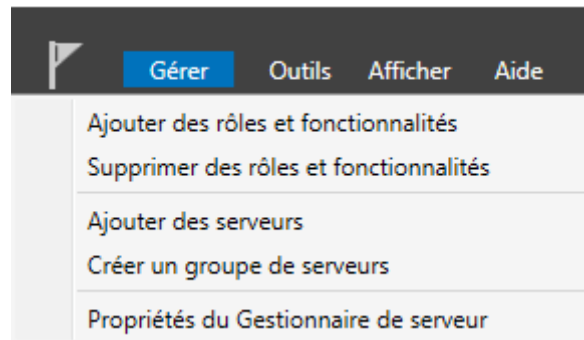 Gérer Outils Afficher Aide
Ajouter des rôles et fonctionnalités
Supprimer des rôles et fonctionnalités
Ajouter des serveurs
Créer un groupe de serveurs
Propriétés du Gestionnaire de serveur